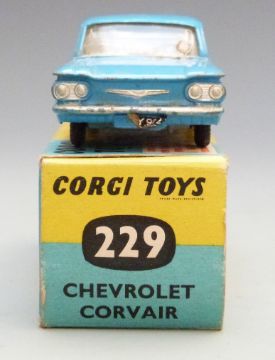 CORGI TOYS
229
CHEVROLET
CORVAIR